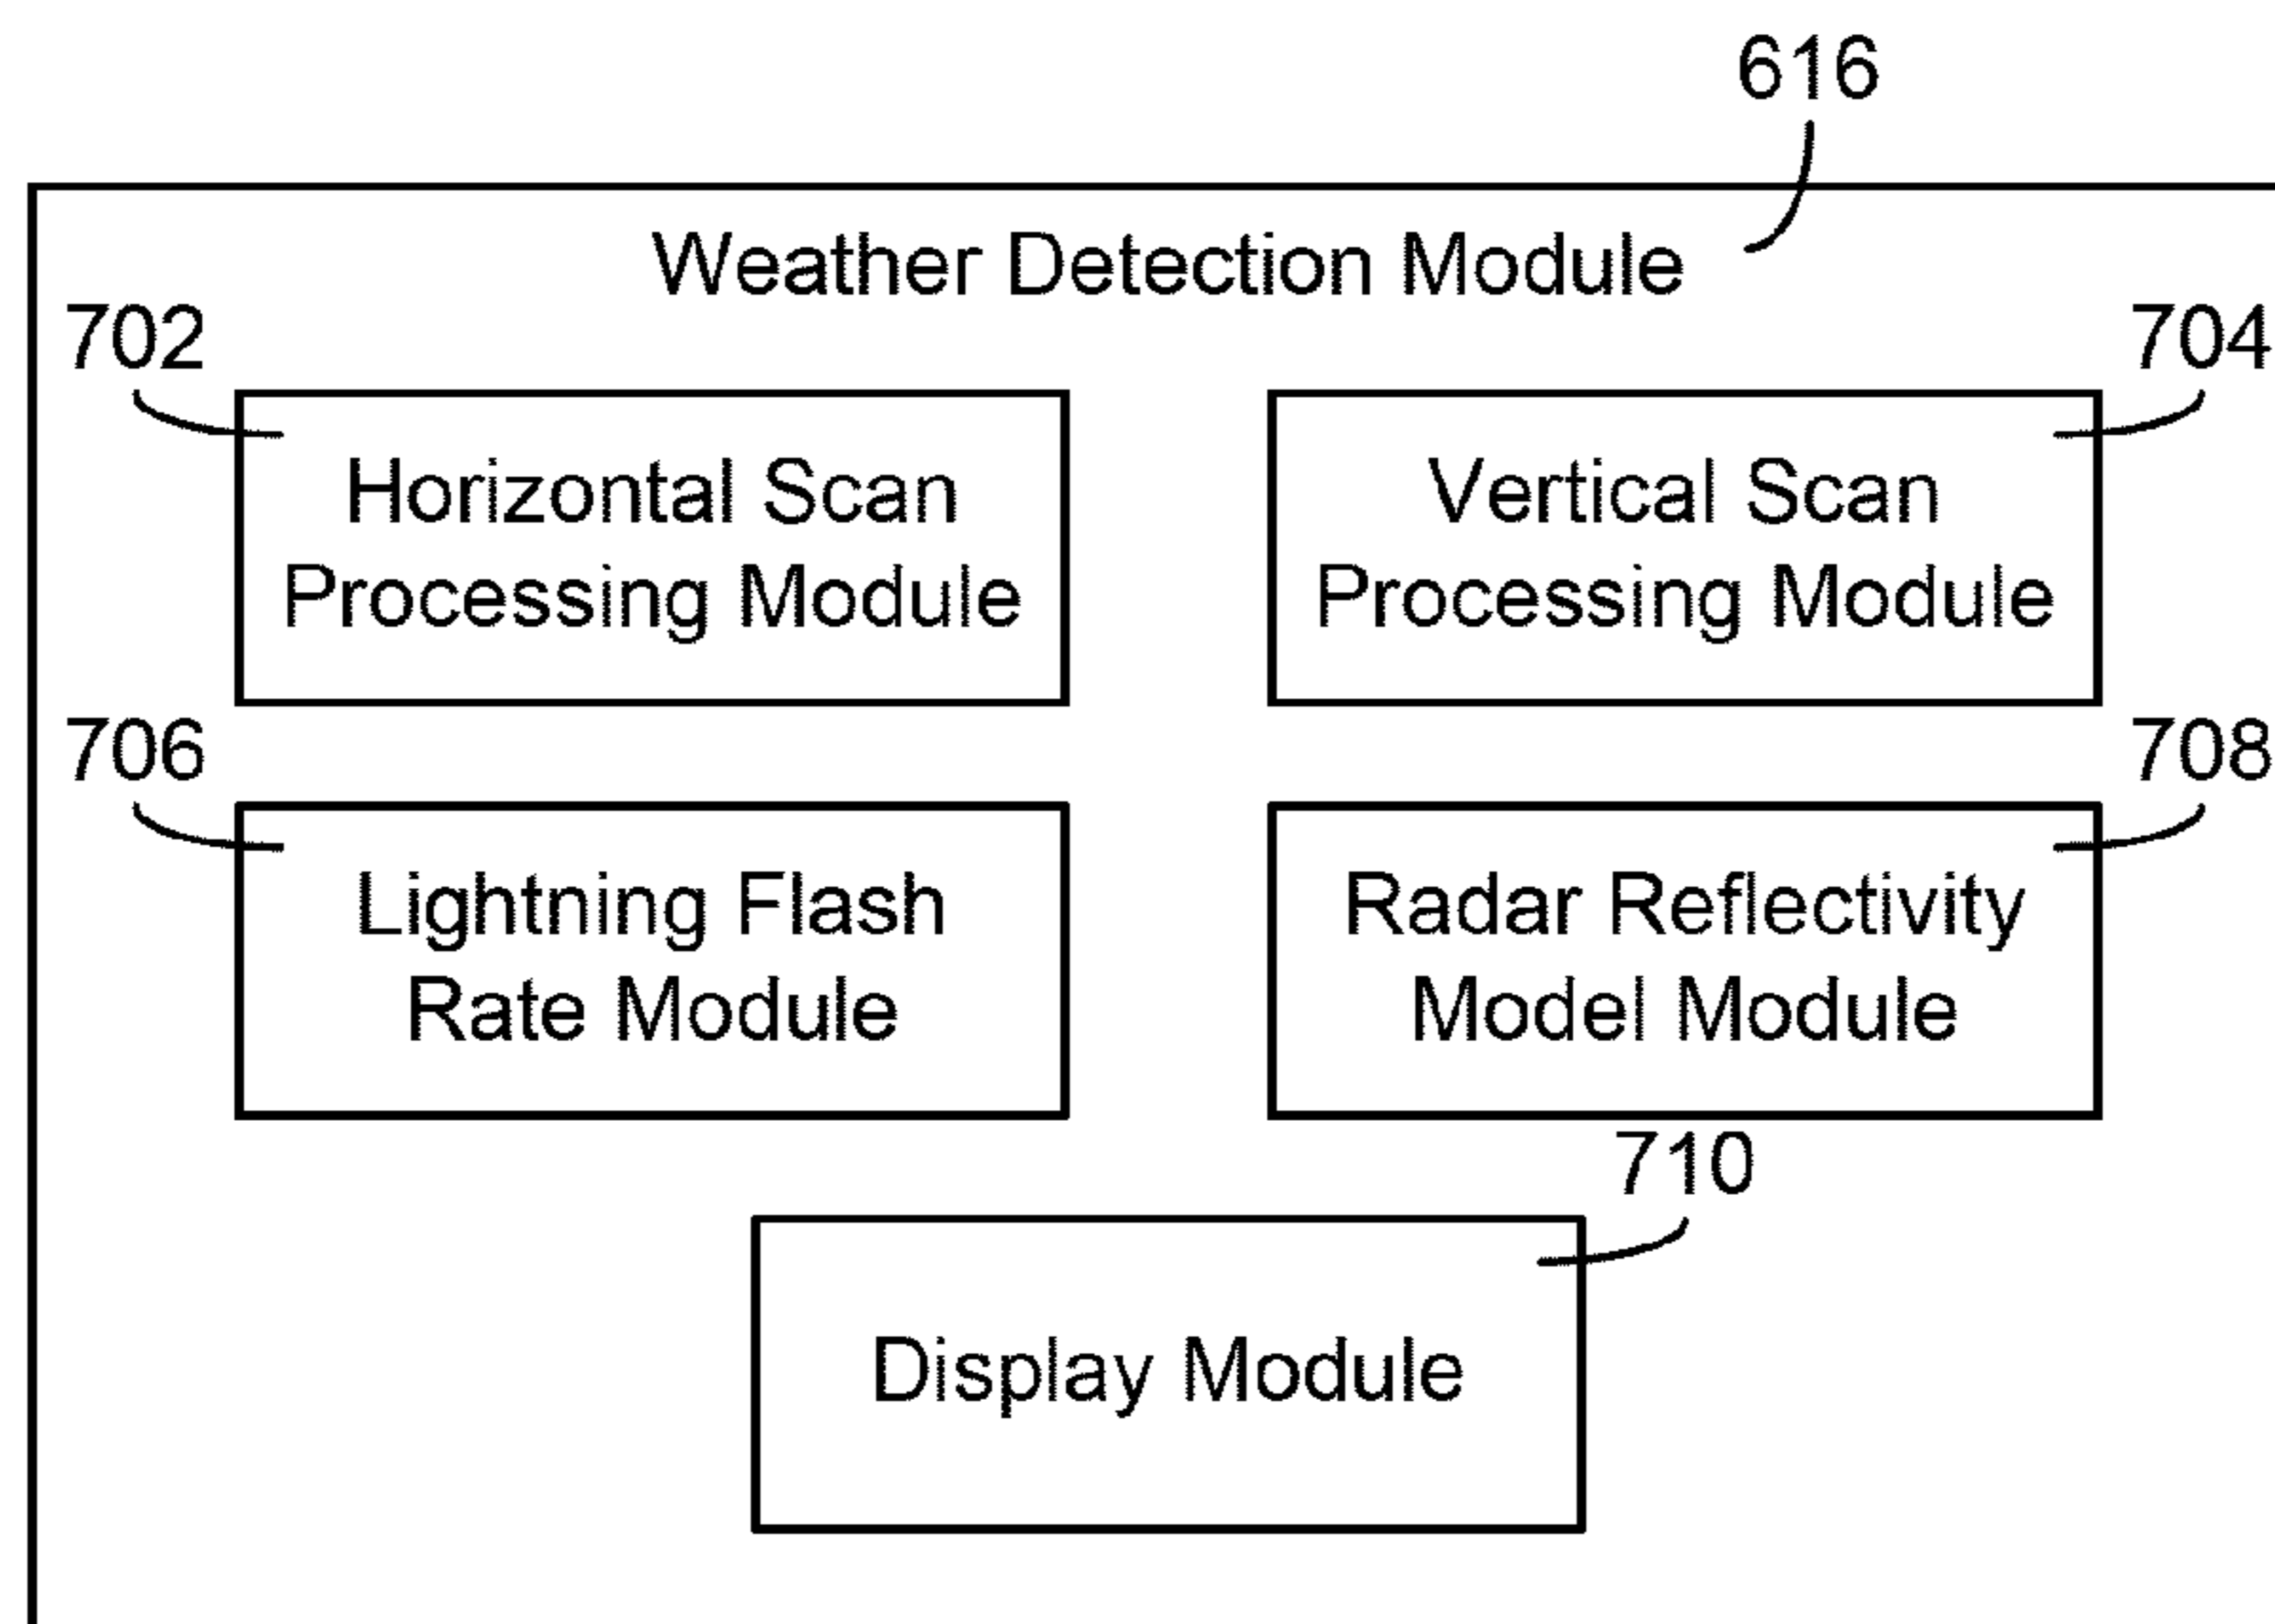 616
Weather Detection Module
702
704
Horizontal Scan
Processing Module
Vertical Scan
Processing Module
706
708
Lightning Flash
Rate Module
Radar Reflectivity
Model Module
710
Display Module